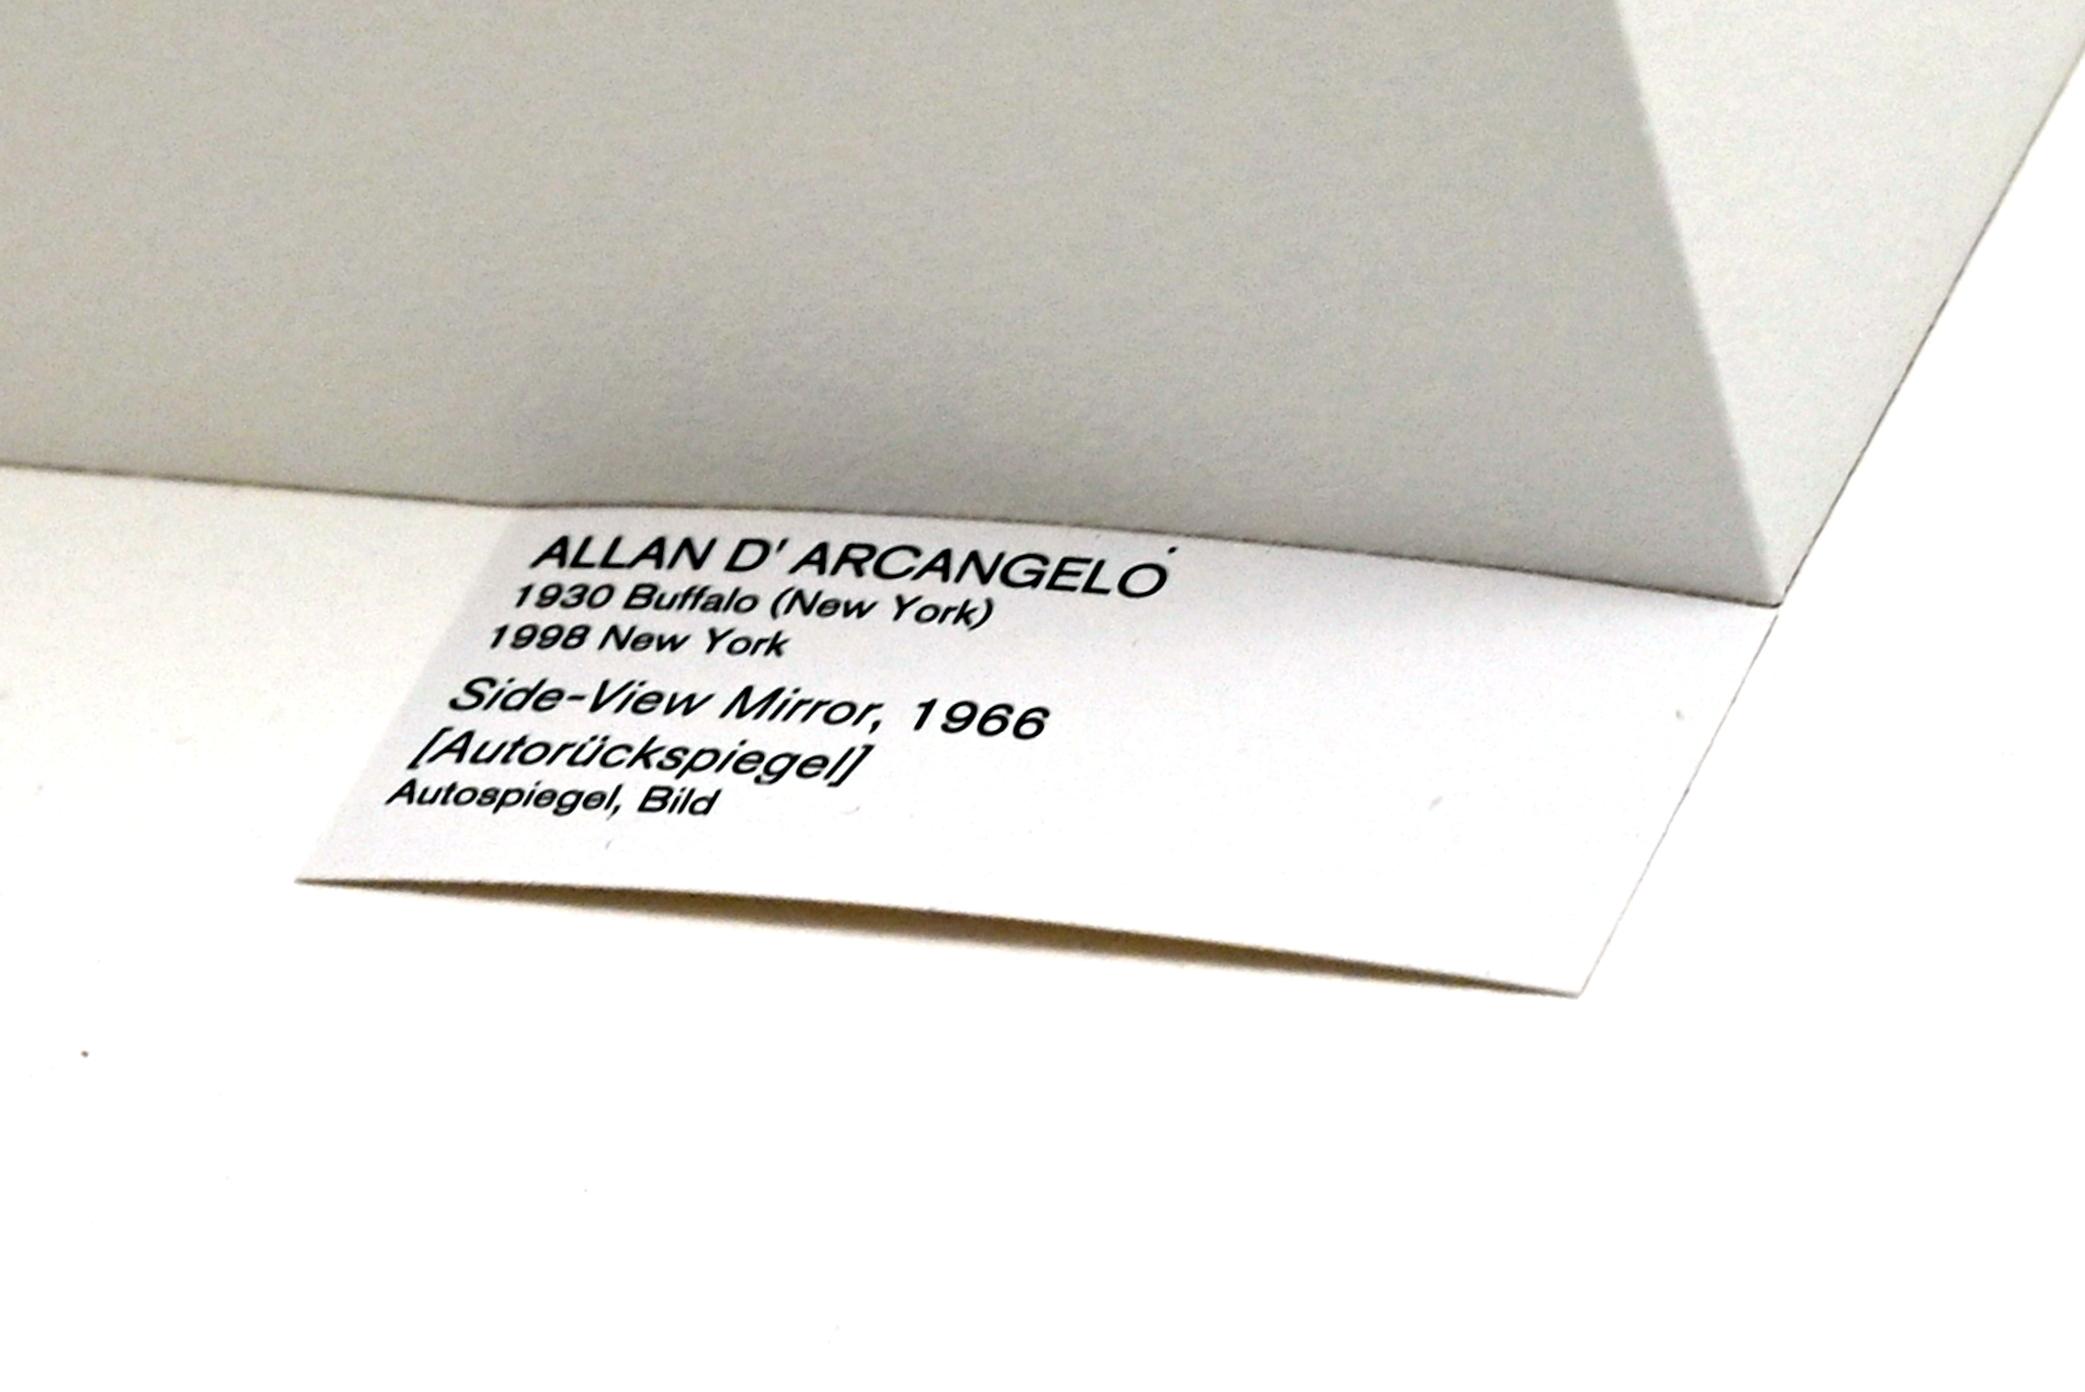 ALLAN D' ARCANGELO
1930 Buffalo (New York)
1998 New York
Side-View Mirror, 1966
[Autorückspiegel]
Autospiegel, Bild